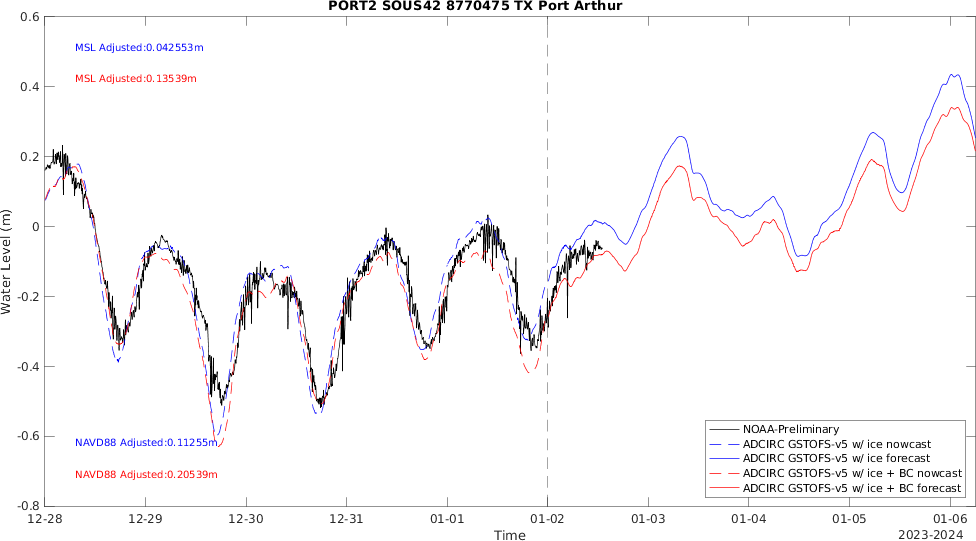 PORT2 SOUS42 8770475 TX Port Arthur
0.6
0.4
0.2
0
-0.2
-0.4
-0.6
-0.8
Water Level (m)
MSL Adjusted:0.042553m
MSL Adjusted:0.13539m
NAVD88 Adjusted:0.11255m
NAVD88 Adjusted:0.20539m
NOAA-Preliminary
ADCIRC GSTOFS-v5 w/ ice nowcast
ADCIRC GSTOFS-v5 w/ ice forecast
ADCIRC GSTOFS-v5 w/ ice + BC nowcast
ADCIRC GSTOFS-v5 w/ ice + BC forecast
12-28 12-29 12-30 12-31 01-01 01-02 01-03 01-04 01-05 01-06
Time
2023-2024